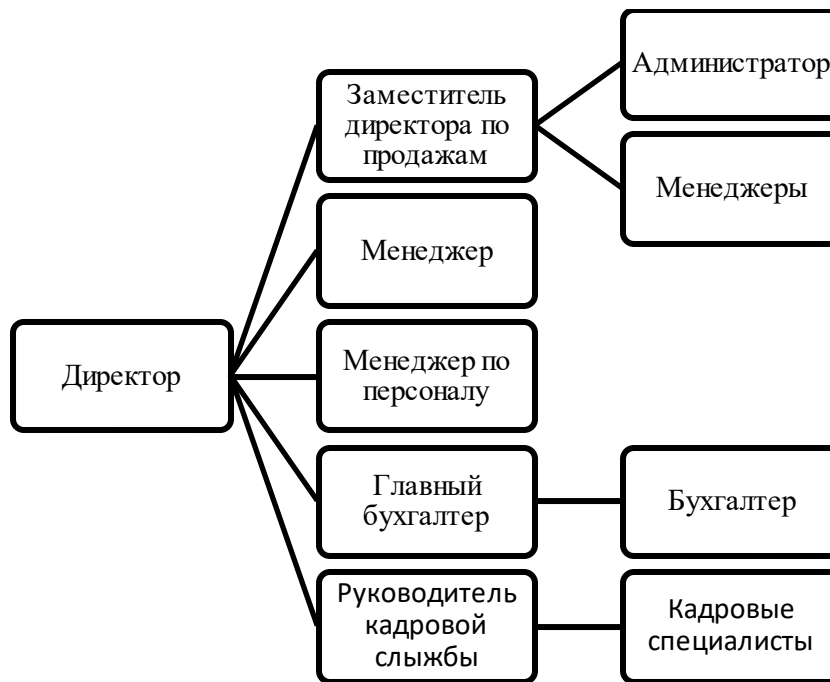 Администратор
Заместитель
директора по
продажам
Менеджеры
Менеджер
Директор
Менеджер по
персоналу
Главный
бухгалтер
Бухгалтер
Руководитель
кадровой
слыжбы
Кадровые
специалисты